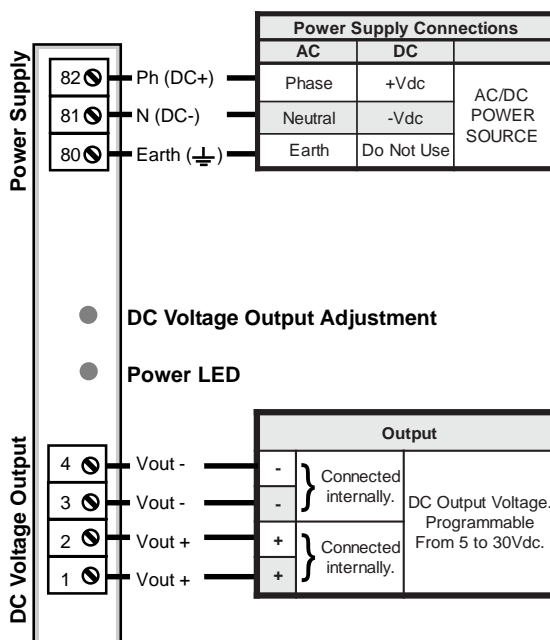 Power Supply
82
Ph (DC+)
81
N (DC-)
80
Earth (⏚)
Power Supply Connections
AC DC
Phase +Vdc
Neutral -Vdc
Earth Do Not Use
AC/DC
POWER
SOURCE
DC Voltage Output Adjustment
Power LED
DC Voltage Output
4
Vout -
3
Vout -
2
Vout +
1
Vout +
Output
-
-
} Connected
internally.
+
+
} Connected
internally.
DC Output Voltage.
Programmable
From 5 to 30Vdc.